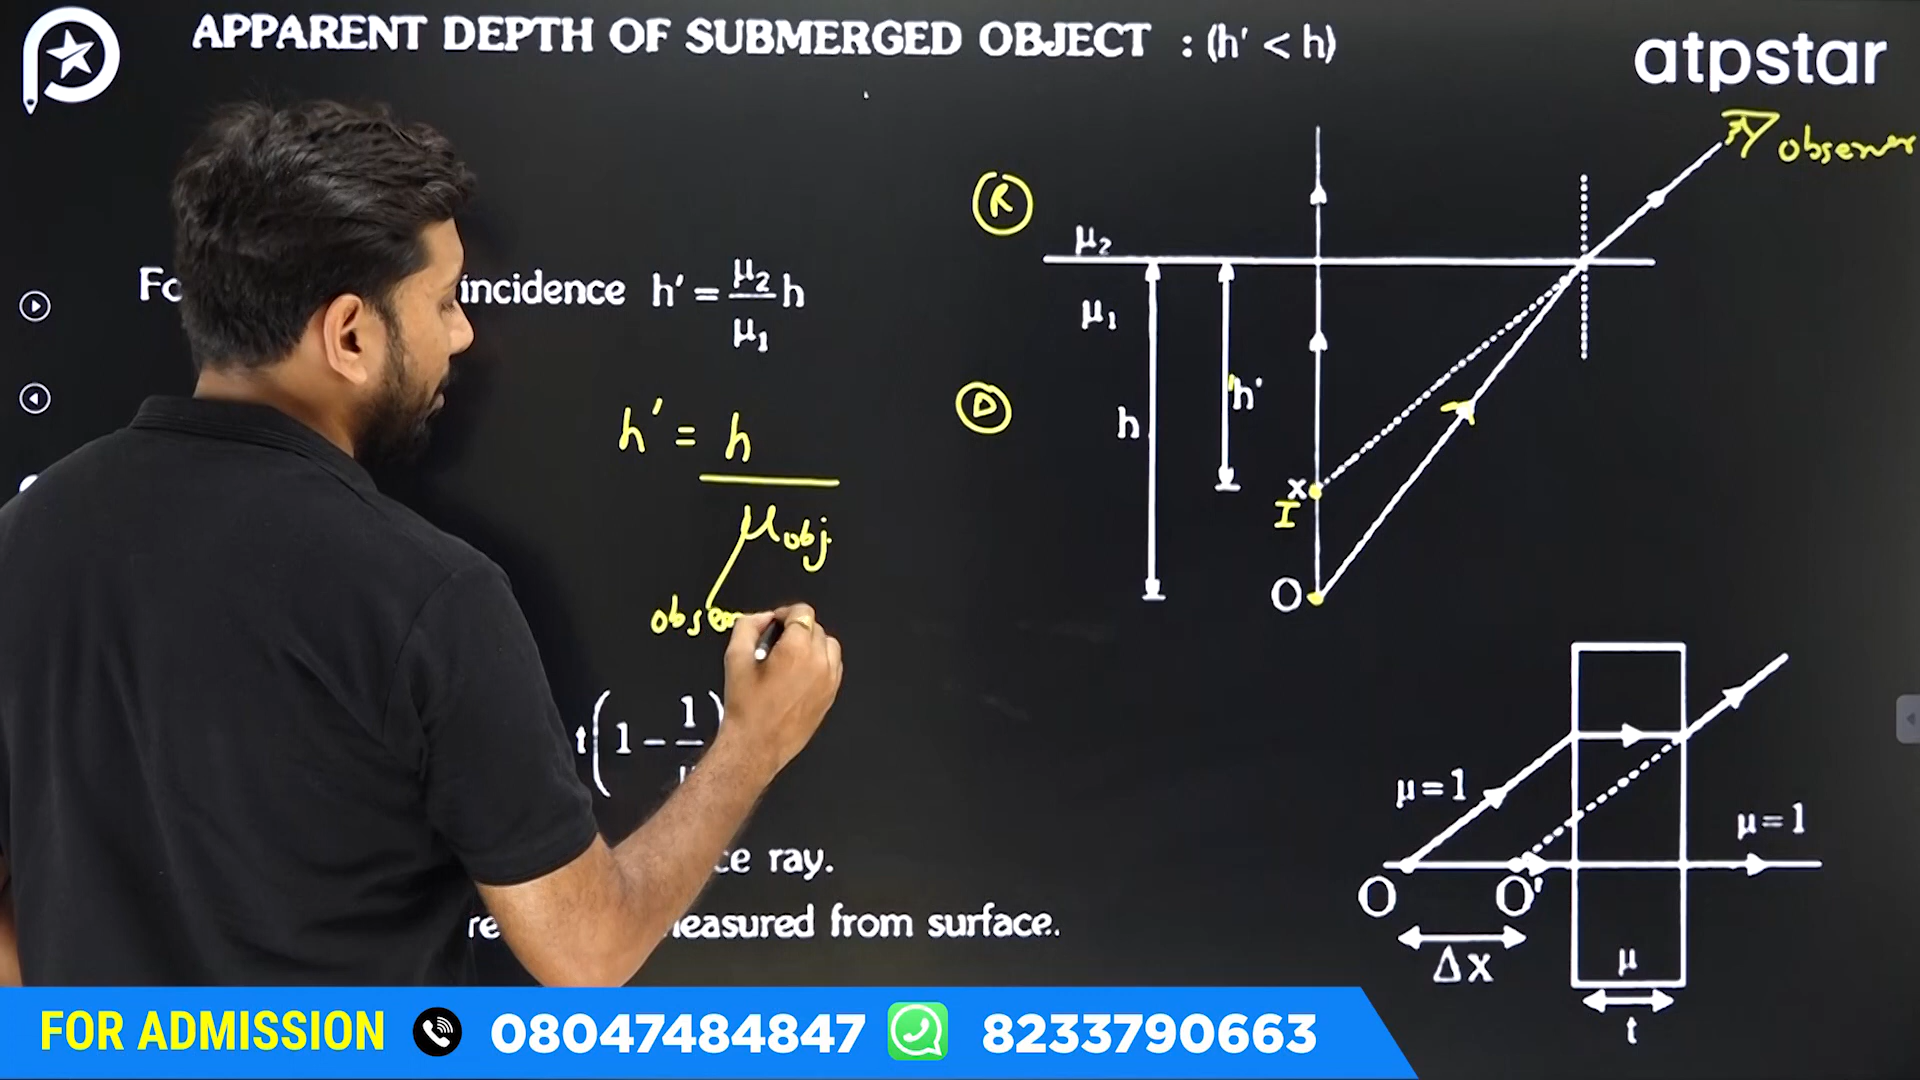 APPARENT DEPTH OF SUBMERGED OBJECT : (h' < h)
atpstar
observer
R
μ2
μ1
incidence h' = μ2/μ1 h
h' = h
μobj.
D
h
h'
x
I
O
t(1 - 1
μ=1
μ=1
ray.
measured from surface.
O
O'
Δx
μ
t
FOR ADMISSION 08047484847 8233790663